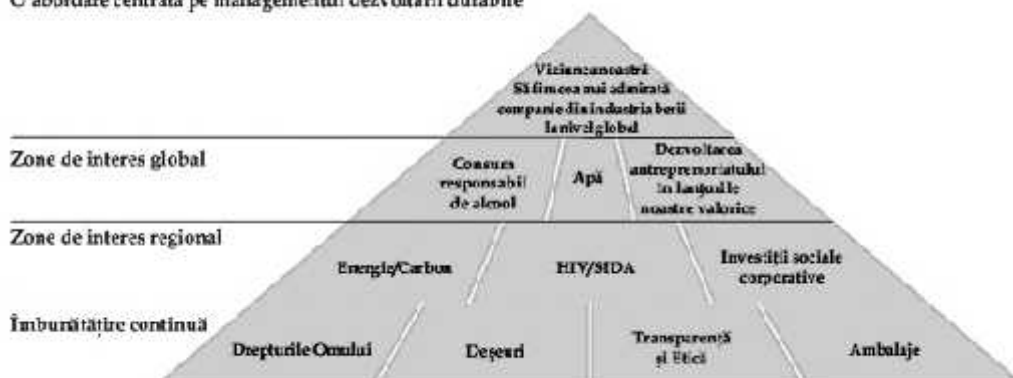 O abordare centrată pe managementul dezvoltării durabile
Viziunea noastră
Să fim cea mai admirată
companie din industria berii
la nivel global
Zone de interes global
Consum
responsabil
de alcool
Apă
Dezvoltarea
antreprenoriatului
în lanțurile
noastre valorice
Zone de interes regional
Energie/Carbon
HIV/SIDA
Investiții sociale
corporative
Îmbunătățire continuă
Drepturile Omului
Deșeuri
Transparență
și Etică
Ambalaje